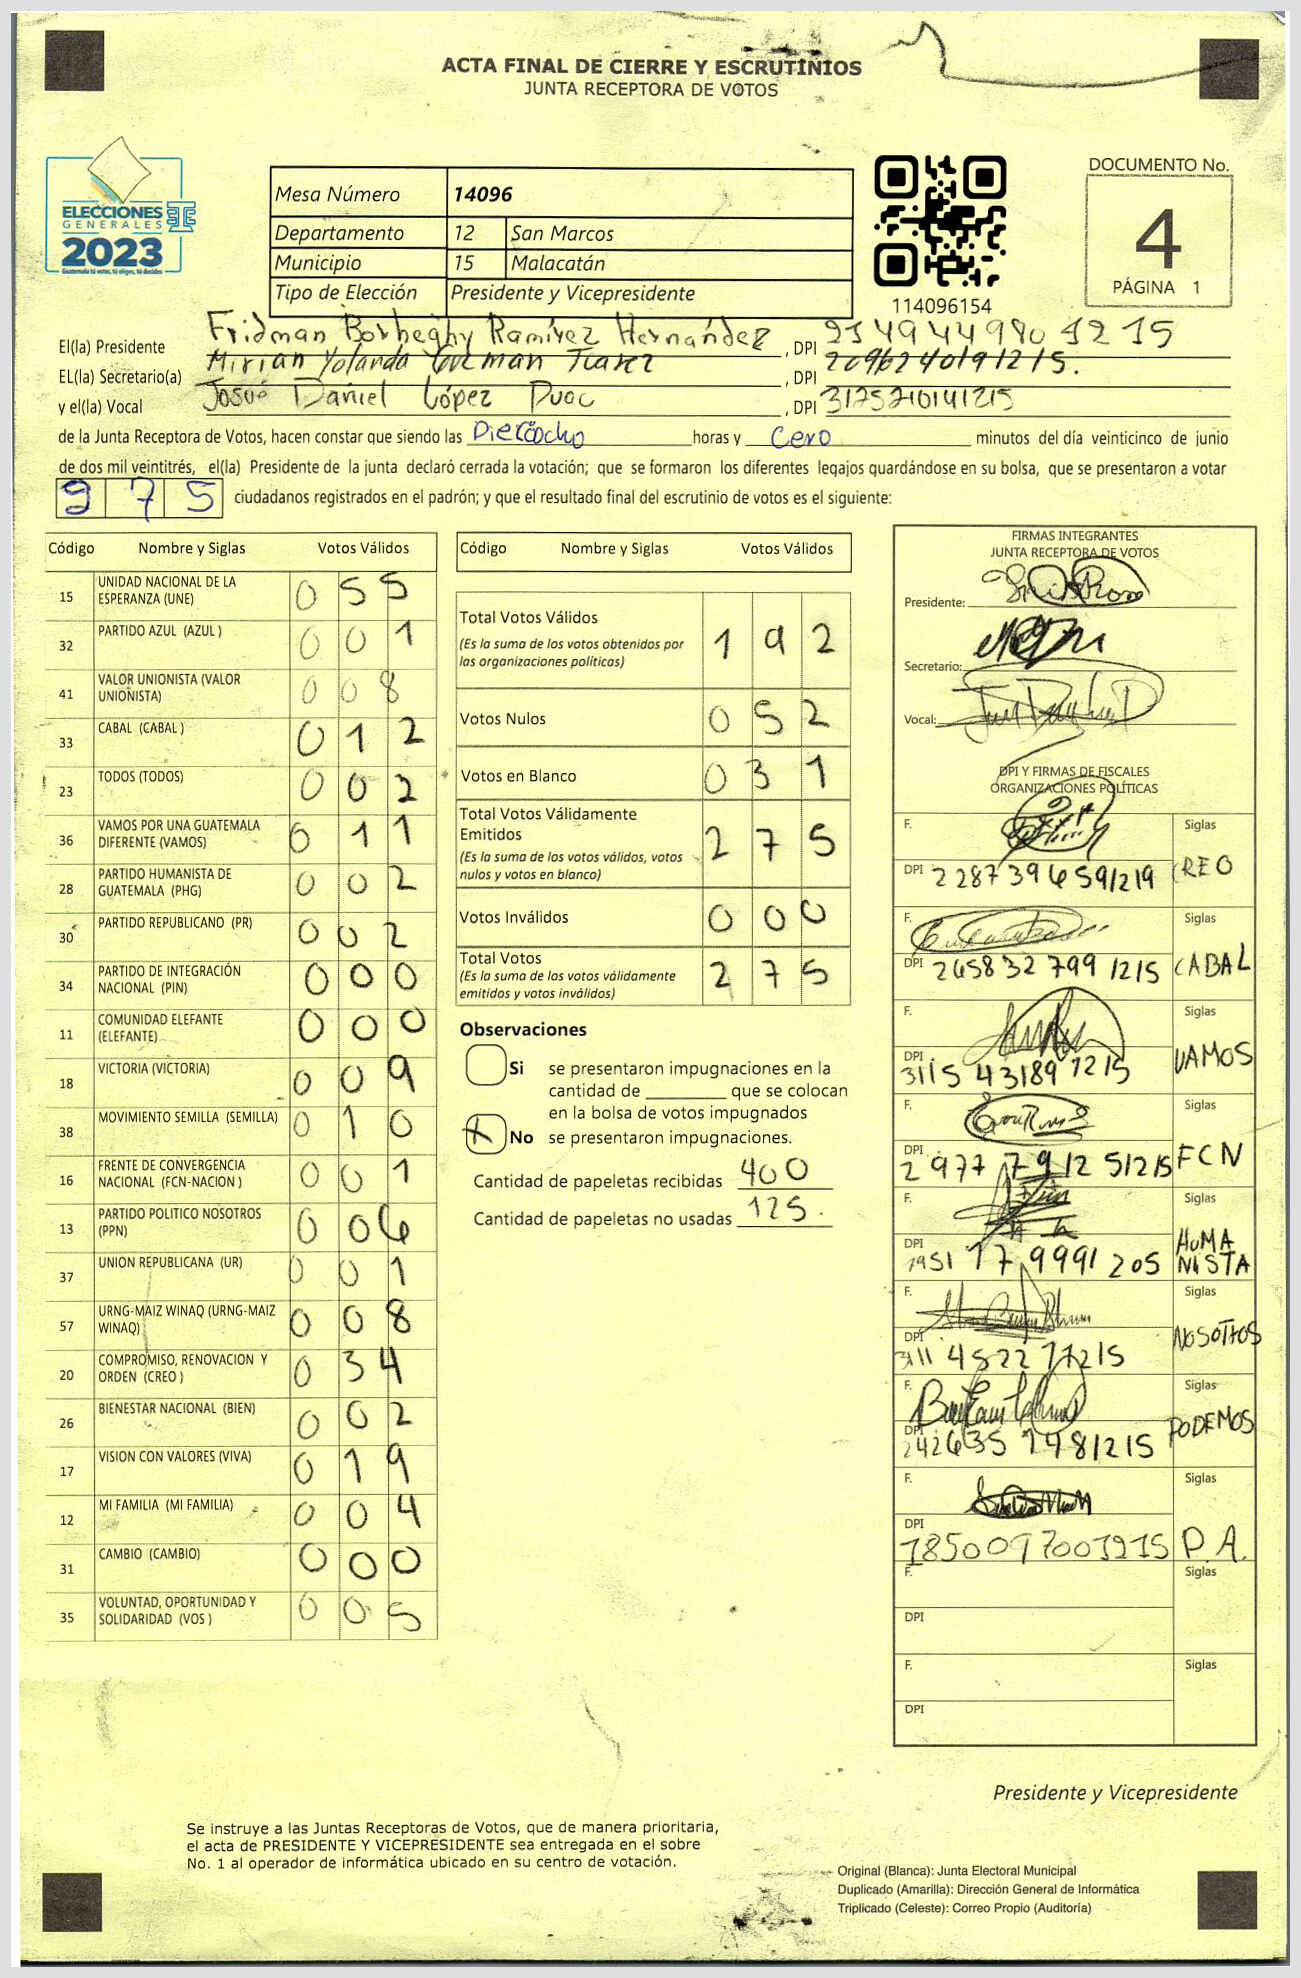 ACTA FINAL DE CIERRE Y ESCRUTINIOS
JUNTA RECEPTORA DE VOTOS
ELECCIONES
GENERALES
2023
Guatemala tú votas, tú eliges, tú decides
Mesa Número 14096
Departamento 12 San Marcos
Municipio 15 Malacatán
Tipo de Elección Presidente y Vicepresidente
114096154
DOCUMENTO No.
4
PÁGINA 1
El(la) Presidente Fridman Borheghy Ramírez Hernández, DPI 2149449801215
EL(la) Secretario(a) Mirian Yolanda Guzman Juarez, DPI 2096240191215.
y el(la) Vocal Josué Daniel López Puac, DPI 3175710141215
de la Junta Receptora de Votos, hacen constar que siendo las Dieciocho horas y Cero minutos del día veinticinco de junio
de dos mil veintitrés, el(la) Presidente de la junta declaró cerrada la votación; que se formaron los diferentes legajos guardándose en su bolsa, que se presentaron a votar
975 ciudadanos registrados en el padrón; y que el resultado final del escrutinio de votos es el siguiente:
Código Nombre y Siglas Votos Válidos
15 UNIDAD NACIONAL DE LA ESPERANZA (UNE) 055
32 PARTIDO AZUL (AZUL ) 001
41 VALOR UNIONISTA (VALOR UNIONISTA) 008
33 CABAL (CABAL ) 012
23 TODOS (TODOS) 002
36 VAMOS POR UNA GUATEMALA DIFERENTE (VAMOS) 011
28 PARTIDO HUMANISTA DE GUATEMALA (PHG) 002
30 PARTIDO REPUBLICANO (PR) 002
34 PARTIDO DE INTEGRACIÓN NACIONAL (PIN) 000
11 COMUNIDAD ELEFANTE (ELEFANTE) 000
18 VICTORIA (VICTORIA) 009
38 MOVIMIENTO SEMILLA (SEMILLA) 010
16 FRENTE DE CONVERGENCIA NACIONAL (FCN-NACION ) 001
13 PARTIDO POLITICO NOSOTROS (PPN) 006
37 UNION REPUBLICANA (UR) 001
57 URNG-MAIZ WINAQ (URNG-MAIZ WINAQ) 008
20 COMPROMISO, RENOVACION Y ORDEN (CREO ) 034
26 BIENESTAR NACIONAL (BIEN) 002
17 VISION CON VALORES (VIVA) 019
12 MI FAMILIA (MI FAMILIA) 004
31 CAMBIO (CAMBIO) 000
35 VOLUNTAD, OPORTUNIDAD Y SOLIDARIDAD (VOS ) 005
Código Nombre y Siglas Votos Válidos
Total Votos Válidos 192
(Es la suma de los votos obtenidos por
las organizaciones políticas)
Votos Nulos 052
Votos en Blanco 031
Total Votos Válidamente
Emitidos 275
(Es la suma de los votos válidos, votos
nulos y votos en blanco)
Votos Inválidos 000
Total Votos 275
(Es la suma de los votos válidamente
emitidos y votos inválidos)
Observaciones
Si se presentaron impugnaciones en la
cantidad de ________ que se colocan
en la bolsa de votos impugnados
X No se presentaron impugnaciones.
Cantidad de papeletas recibidas 400
Cantidad de papeletas no usadas 125.
FIRMAS INTEGRANTES
JUNTA RECEPTORA DE VOTOS
Presidente:
Secretario:
Vocal:
DPI Y FIRMAS DE FISCALES
ORGANIZACIONES POLÍTICAS
F. Siglas
DPI 22873946591219 CREO
F. Siglas
DPI 2458327991215 CABAL
F. Siglas
DPI 3115431891215 VAMOS
F. Siglas
DPI 2977791251215 FCN
F. Siglas
DPI 1951779991205 HUMANISTA
F. Siglas
DPI 3111452271215 NOSOTROS
F. Siglas
DPI 2426357481215 PODEMOS
F. Siglas
DPI 1850097001215 P.A.
F. Siglas
DPI
F. Siglas
DPI
Presidente y Vicepresidente
Se instruye a las Juntas Receptoras de Votos, que de manera prioritaria,
el acta de PRESIDENTE Y VICEPRESIDENTE sea entregada en el sobre
No. 1 al operador de informática ubicado en su centro de votación.
Original (Blanca): Junta Electoral Municipal
Duplicado (Amarilla): Dirección General de Informática
Triplicado (Celeste): Correo Propio (Auditoría)